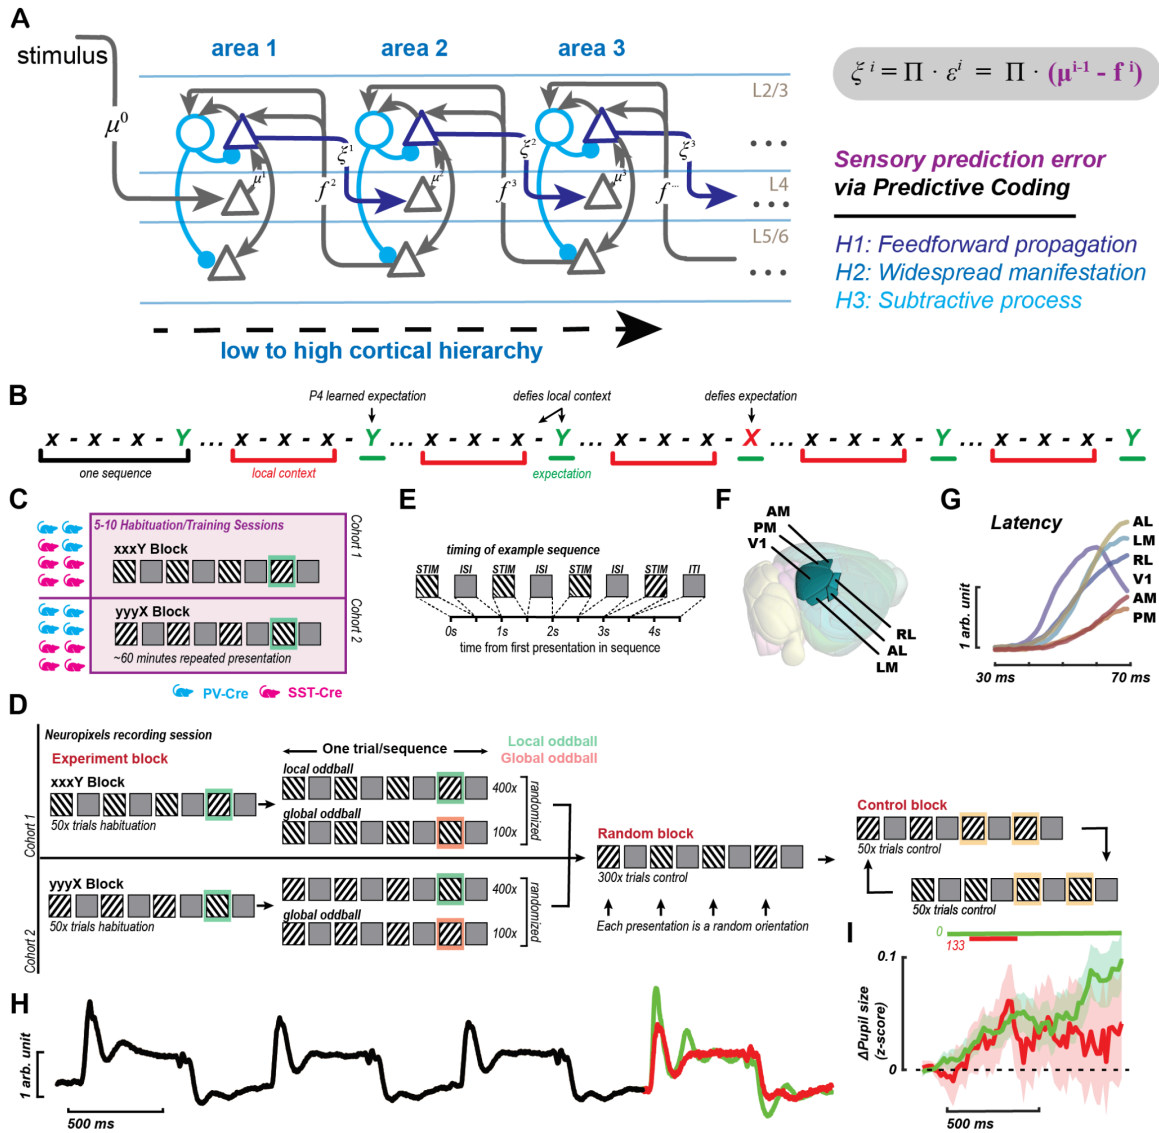 A
stimulus
area 1
area 2
area 3
ξ i = Π · ε i = Π · (μ i-1 - f i)
L2/3
μ0
ξ1
ξ2
ξ3
Sensory prediction error
via Predictive Coding
μ1
μ2
μ3
f 2
f 3
f ...
L4
L5/6
H1: Feedforward propagation
H2: Widespread manifestation
H3: Subtractive process
low to high cortical hierarchy
B
P4 learned expectation
defies local context
defies expectation
x - x - x - Y ... x - x - x - Y ... x - x - x - Y ... x - x - x - X ... x - x - x - Y ... x - x - x - Y
one sequence
local context
expectation
C
5-10 Habituation/Training Sessions
Cohort 1
xxxY Block
Cohort 2
yyyX Block
~60 minutes repeated presentation
PV-Cre
SST-Cre
E
timing of example sequence
STIM ISI STIM ISI STIM ISI STIM ITI
0s 1s 2s 3s 4s
time from first presentation in sequence
F
AM
PM
V1
RL
AL
LM
G
Latency
AL
LM
RL
V1
AM
PM
1 arb. unit
30 ms
70 ms
D
Neuropixels recording session
Experiment block
One trial/sequence
Local oddball
Global oddball
xxxY Block
50x trials habituation
local oddball
400x
global oddball
100x
randomized
Cohort 1
Random block
300x trials control
Each presentation is a random orientation
Control block
50x trials control
50x trials control
yyyX Block
50x trials habituation
400x
global oddball
100x
randomized
Cohort 2
H
1 arb. unit
500 ms
I
0
133
0.1
0
ΔPupil size
(z-score)
500 ms